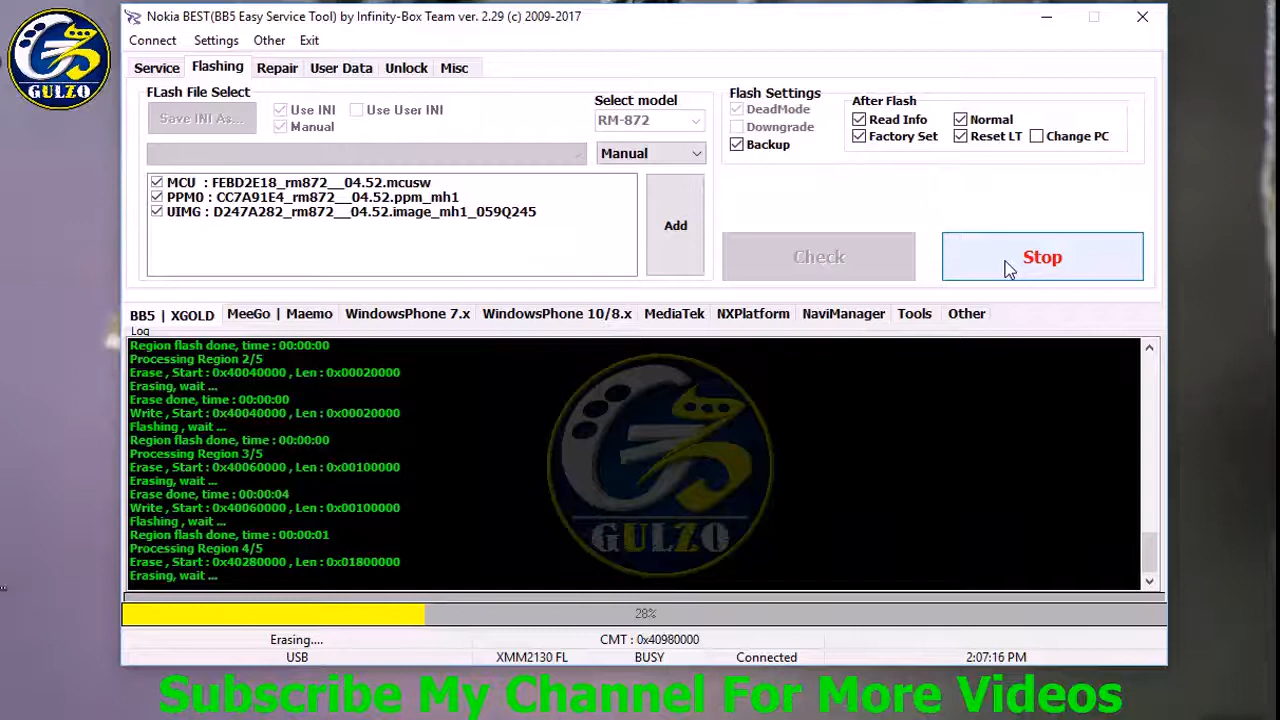 GULZO
Nokia BEST(BB5 Easy Service Tool) by Infinity-Box Team ver. 2.29 (c) 2009-2017
Connect Settings Other Exit
Service Flashing Repair User Data Unlock Misc
FLash File Select
Save INI As...
Use INI
Use User INI
Manual
Select model
RM-872
Manual
MCU : FEBD2E18_rm872__04.52.mcusw
PPM0 : CC7A91E4_rm872__04.52.ppm_mh1
UIMG : D247A282_rm872__04.52.image_mh1_059Q245
Add
Flash Settings
DeadMode
Downgrade
Backup
After Flash
Read Info
Normal
Factory Set
Reset LT
Change PC
Check
Stop
BB5 | XGOLD MeeGo | Maemo WindowsPhone 7.x WindowsPhone 10/8.x MediaTek NXPlatform NaviManager Tools Other
Log
Region flash done, time : 00:00:00
Processing Region 2/5
Erase , Start : 0x40040000 , Len : 0x00020000
Erasing, wait ...
Erase done, time : 00:00:00
Write , Start : 0x40040000 , Len : 0x00020000
Flashing , wait ...
Region flash done, time : 00:00:00
Processing Region 3/5
Erase , Start : 0x40060000 , Len : 0x00100000
Erasing, wait ...
Erase done, time : 00:00:04
Write , Start : 0x40060000 , Len : 0x00100000
Flashing , wait ...
Region flash done, time : 00:00:01
Processing Region 4/5
Erase , Start : 0x40280000 , Len : 0x01800000
Erasing, wait ...
GULZO
28%
Erasing.... CMT : 0x40980000
USB XMM2130 FL BUSY Connected 2:07:16 PM
Subscribe My Channel For More Videos